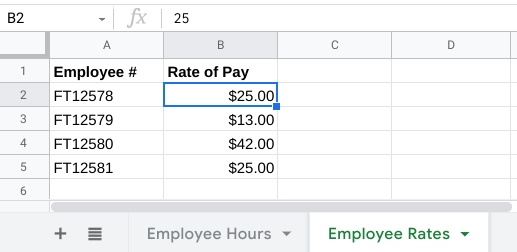 B2 fx 25
A B C D
1 Employee # Rate of Pay
2 FT12578 $25.00
3 FT12579 $13.00
4 FT12580 $42.00
5 FT12581 $25.00
6
+ Employee Hours Employee Rates